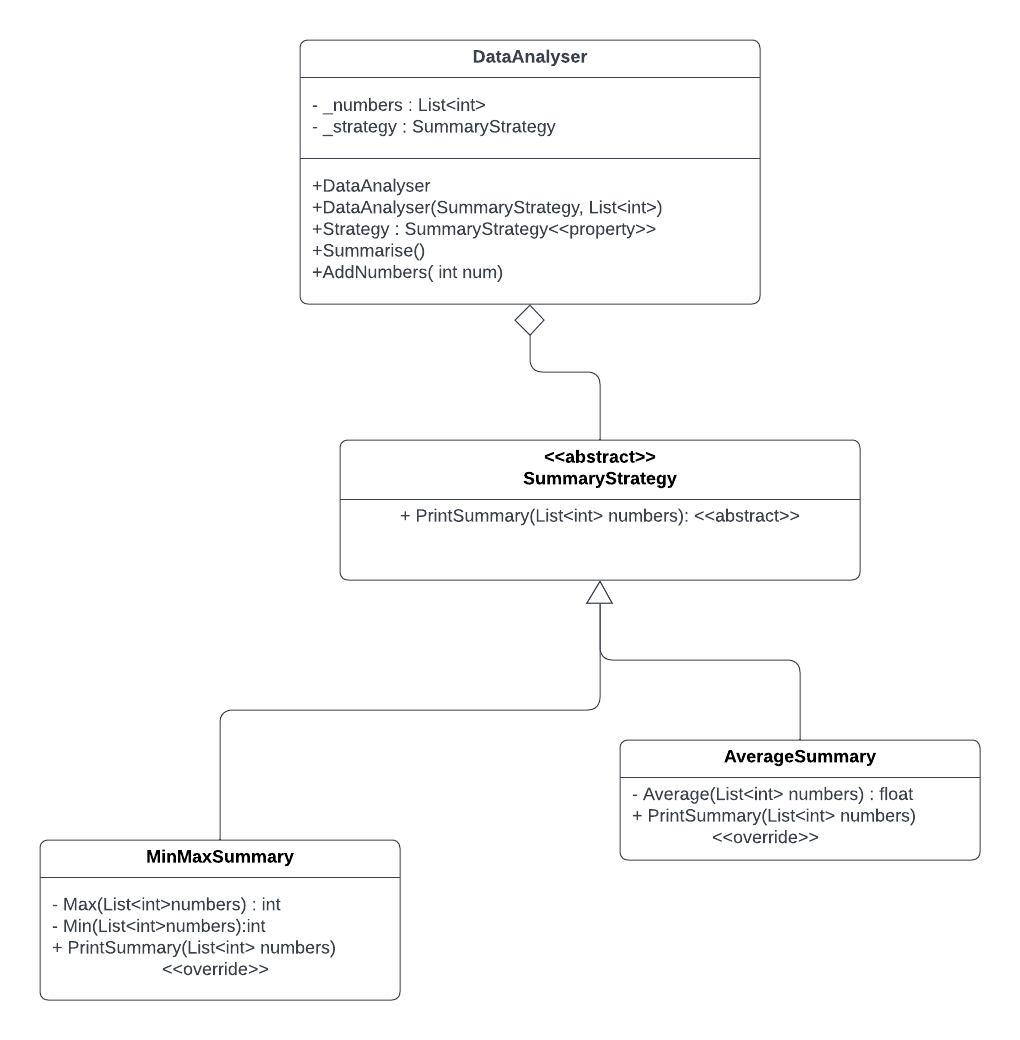 DataAnalyser
- _numbers : List<int>
- _strategy : SummaryStrategy
+DataAnalyser
+DataAnalyser(SummaryStrategy, List<int>)
+Strategy : SummaryStrategy<<property>>
+Summarise()
+AddNumbers( int num)
<<abstract>>
SummaryStrategy
+ PrintSummary(List<int> numbers): <<abstract>>
AverageSummary
- Average(List<int> numbers) : float
+ PrintSummary(List<int> numbers)
<<override>>
MinMaxSummary
- Max(List<int>numbers) : int
- Min(List<int>numbers):int
+ PrintSummary(List<int> numbers)
<<override>>